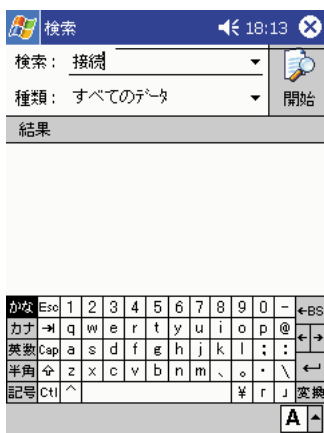 検索 18:13
検索： 接続
種類： すべてのﾃﾞｰﾀ 開始
結果
かな Esc 1 2 3 4 5 6 7 8 9 0 - ←BS
カナ →| q w e r t y u i o p @
英数 Cap a s d f g h j k l ; : ← →
半角 z x c v b n m 、 。 ・ \ ↵
記号 Ctl ^ ¥ 「 」 変換
A